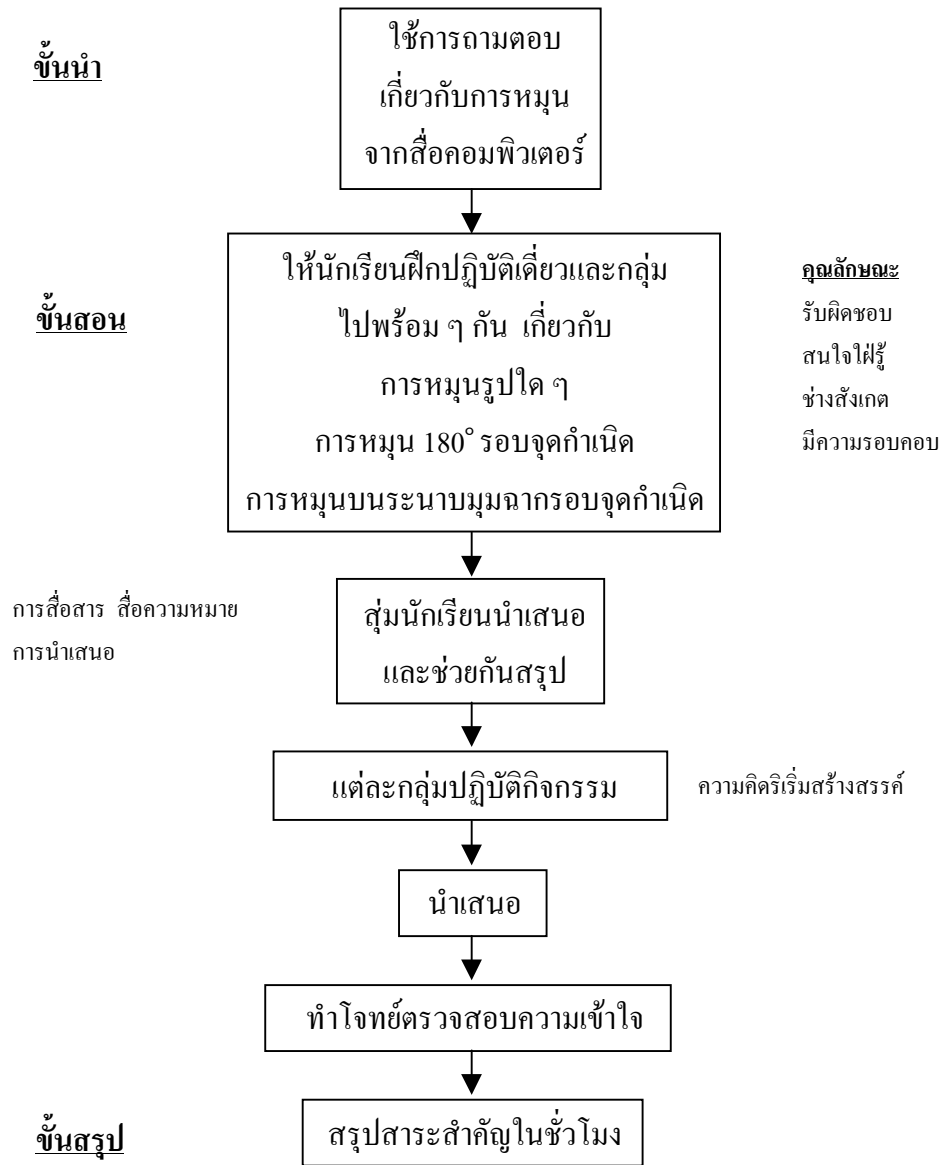 ขั้นนำ
ใช้การถามตอบ
เกี่ยวกับการหมุน
จากสื่อคอมพิวเตอร์
ขั้นสอน
ให้นักเรียนฝึกปฏิบัติเดี่ยวและกลุ่ม
ไปพร้อม ๆ กัน เกี่ยวกับ
การหมุนรูปใด ๆ
การหมุน 180° รอบจุดกำเนิด
การหมุนบนระนาบมุมฉากรอบจุดกำเนิด
คุณลักษณะ
รับผิดชอบ
สนใจใฝ่รู้
ช่างสังเกต
มีความรอบคอบ
การสื่อสาร สื่อความหมาย
การนำเสนอ
สุ่มนักเรียนนำเสนอ
และช่วยกันสรุป
แต่ละกลุ่มปฏิบัติกิจกรรม
ความคิดริเริ่มสร้างสรรค์
นำเสนอ
ทำโจทย์ตรวจสอบความเข้าใจ
ขั้นสรุป
สรุปสาระสำคัญในชั่วโมง